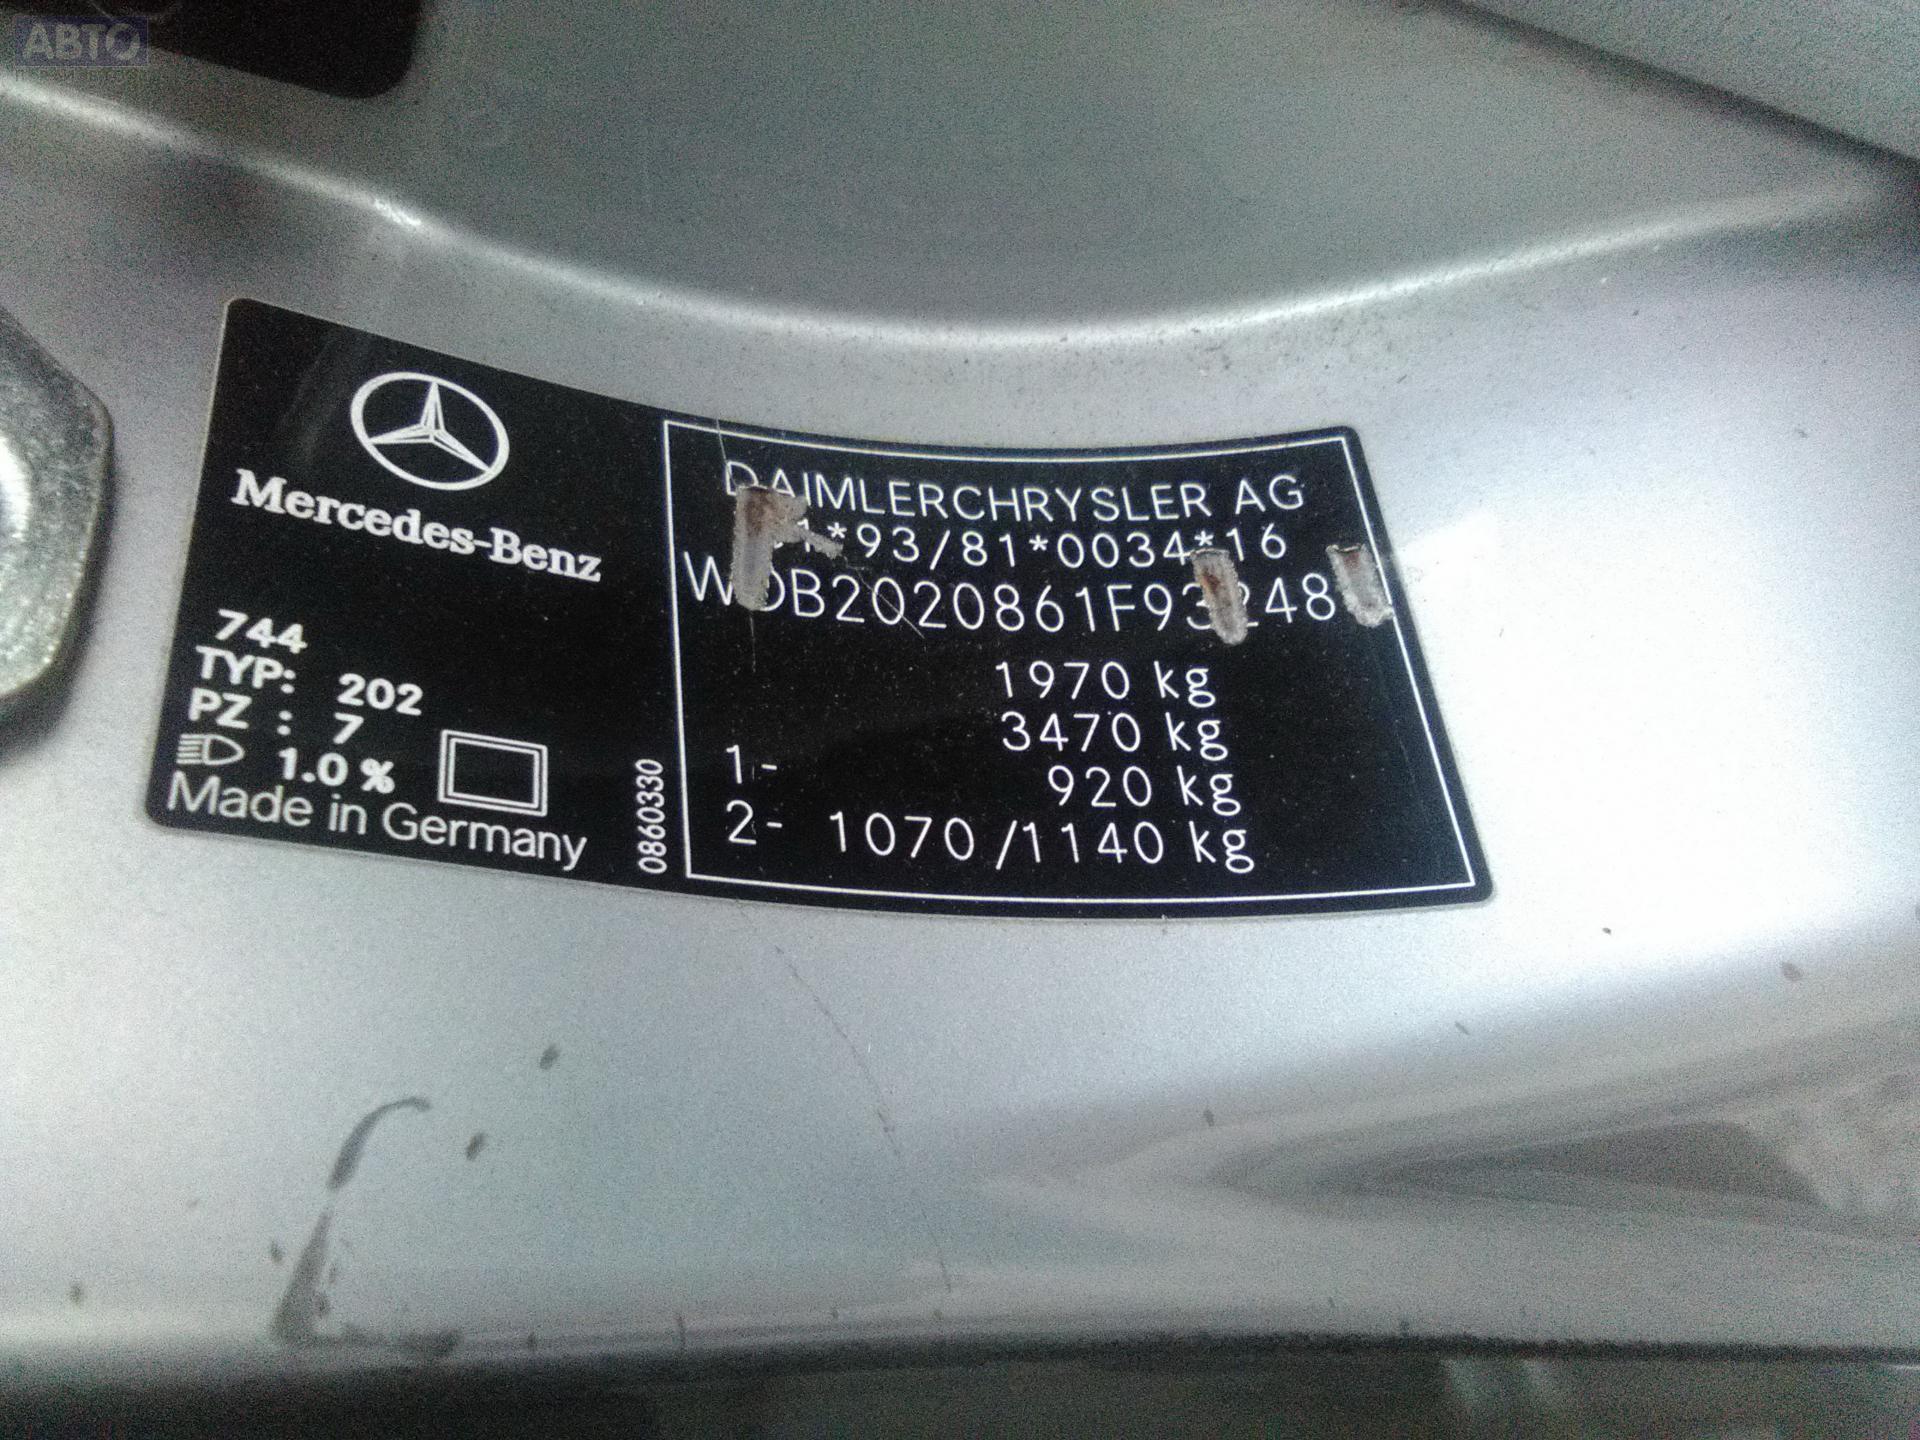 АВТО
Mercedes-Benz
744
TYP: 202
PZ : 7
1.0 %
Made in Germany
0860330
DAIMLERCHRYSLER AG
1*93/81*0034*16
1970 kg
3470 kg
1- 920 kg
2- 1070/1140 kg